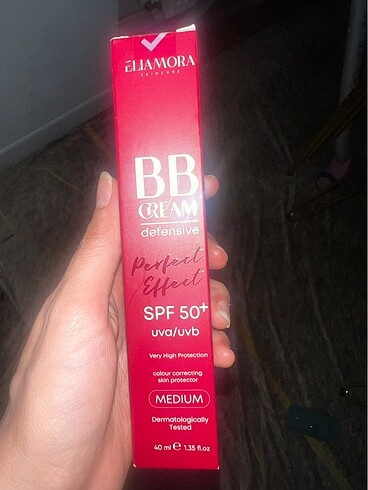 ELIAMORA
SKINCARE
BB
CREAM
defensive
Perfect
Effect
SPF 50+
uva/uvb
Very High Protection
colour correcting
skin protector
MEDIUM
Dermatologically
Tested
40 ml e 1.35 fl.oz